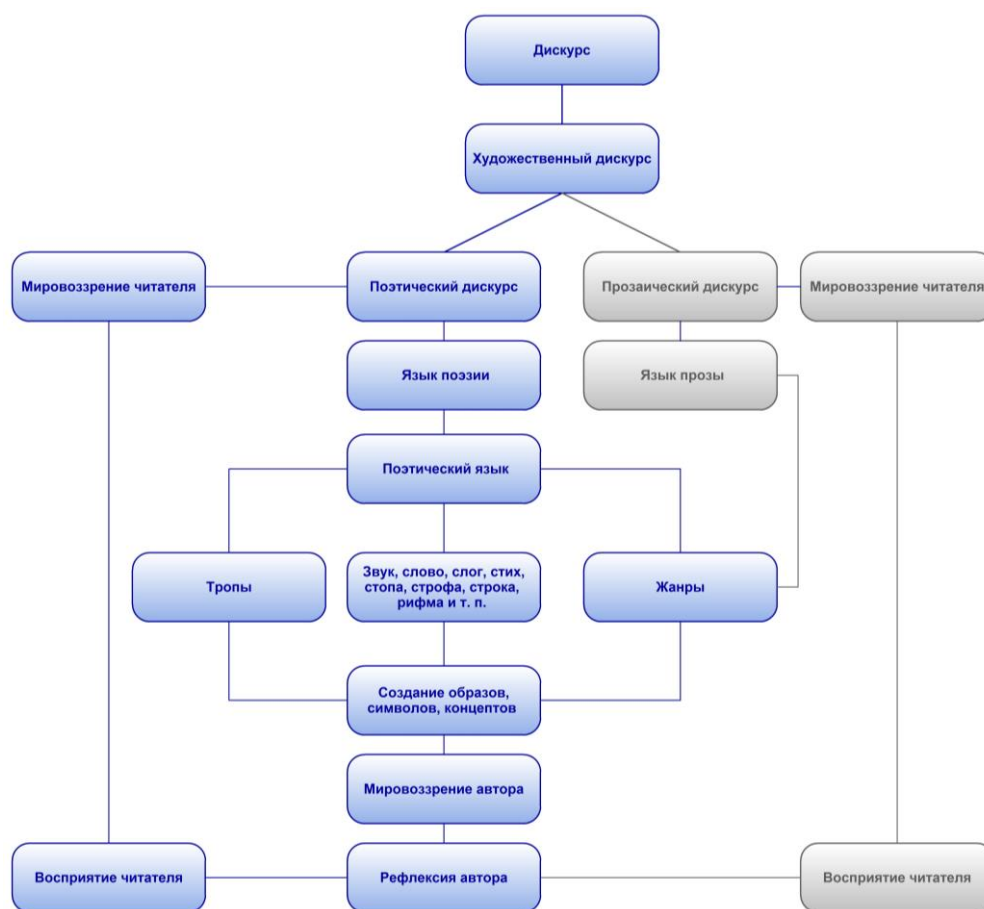 Дискурс
Художественный дискурс
Мировоззрение читателя
Поэтический дискурс
Прозаический дискурс
Мировоззрение читателя
Язык поэзии
Язык прозы
Поэтический язык
Тропы
Звук, слово, слог, стих,
стопа, строфа, строка,
рифма и т. п.
Жанры
Создание образов,
символов, концептов
Мировоззрение автора
Восприятие читателя
Рефлексия автора
Восприятие читателя